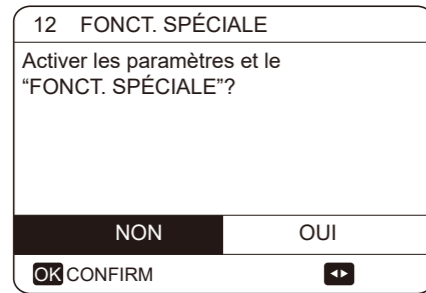 12 FONCT. SPÉCIALE
Activer les paramètres et le
“FONCT. SPÉCIALE”?
NON OUI
OK CONFIRM